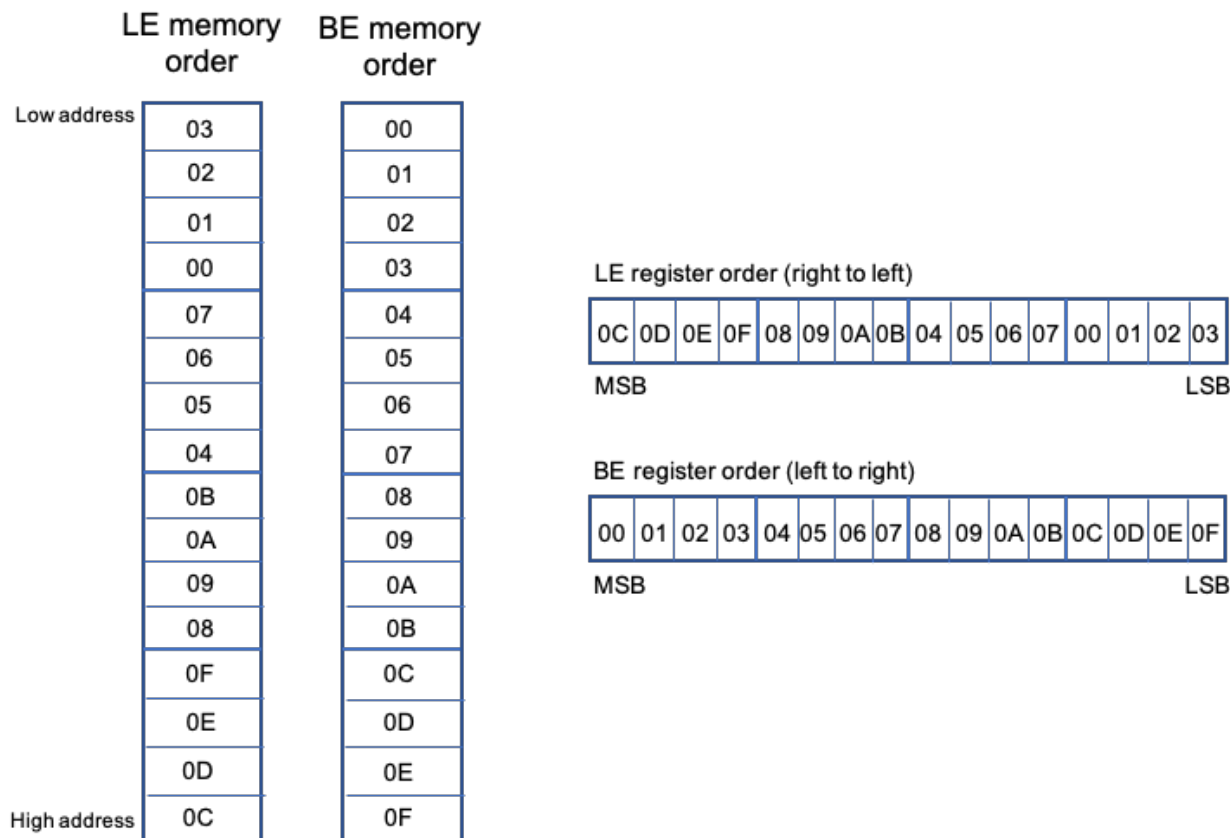 LE memory
order
BE memory
order
Low address
03
02
01
00
07
06
05
04
0B
0A
09
08
0F
0E
0D
0C
High address
00
01
02
03
04
05
06
07
08
09
0A
0B
0C
0D
0E
0F
LE register order (right to left)
0C 0D 0E 0F 08 09 0A 0B 04 05 06 07 00 01 02 03
MSB LSB
BE register order (left to right)
00 01 02 03 04 05 06 07 08 09 0A 0B 0C 0D 0E 0F
MSB LSB